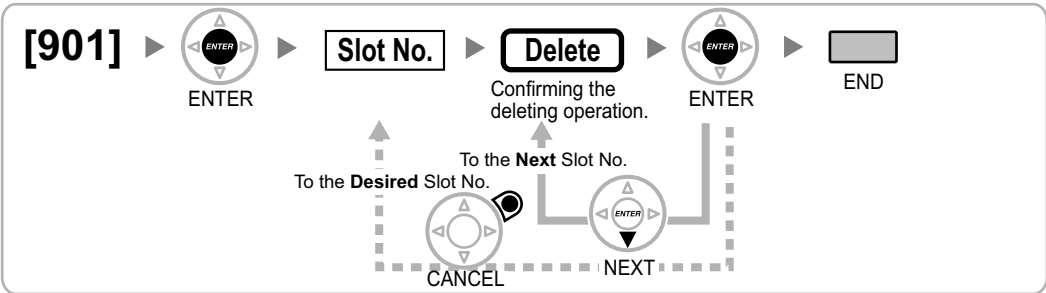 [901]
ENTER
ENTER
Slot No.
Delete
Confirming the
deleting operation.
ENTER
ENTER
END
To the Next Slot No.
To the Desired Slot No.
ENTER
CANCEL
NEXT